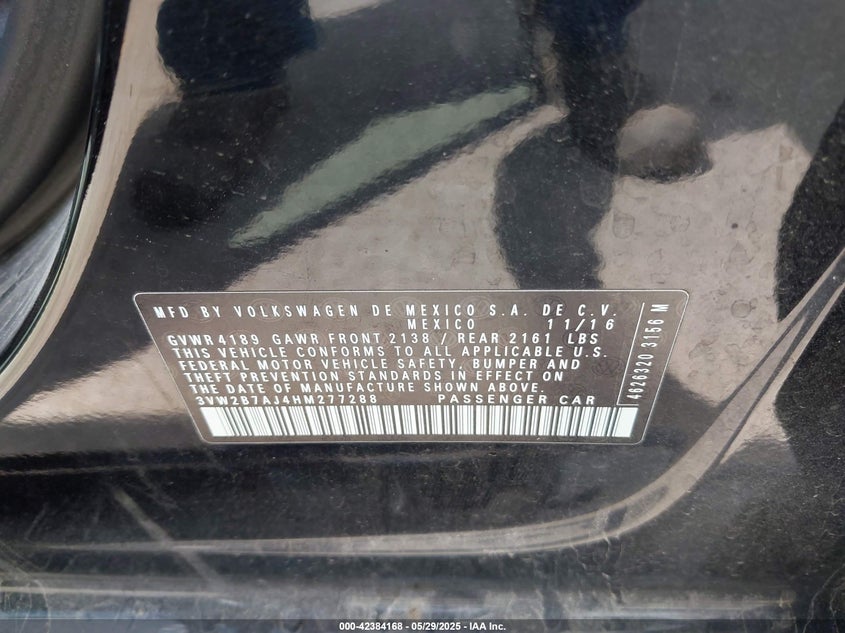 MFD BY VOLKSWAGEN DE MEXICO S.A. DE C.V.
MEXICO 11/16
GVWR 4189 GAWR FRONT 2138 / REAR 2161 LBS
THIS VEHICLE CONFORMS TO ALL APPLICABLE U.S.
FEDERAL MOTOR VEHICLE SAFETY, BUMPER AND
THEFT PREVENTION STANDARDS IN EFFECT ON
THE DATE OF MANUFACTURE SHOWN ABOVE.
3VW2B7AJ4HM277288 PASSENGER CAR
4626320 3156 M
000-42384168 - 05/29/2025 - IAA Inc.